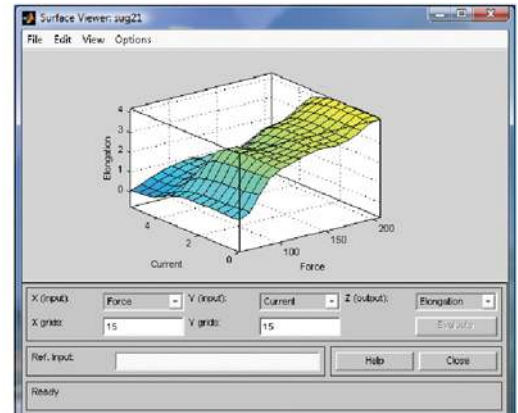 Surface Viewer: sug21
File Edit View Options
4
3
2
1
0
Elongation
4
2
0
Current
100
150
200
Force
X (input): Force Y (input): Current Z (output): Elongation
X grids: 15 Y grids: 15 Evaluate
Ref. Input: Help Close
Ready